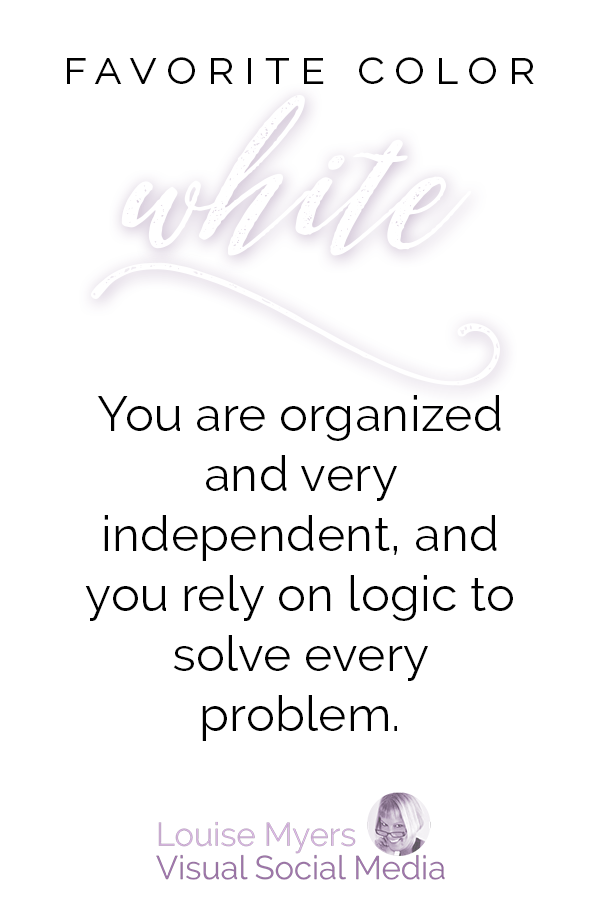 FAVORITE COLOR
white
You are organized
and very
independent, and
you rely on logic to
solve every
problem.
Louise Myers
Visual Social Media